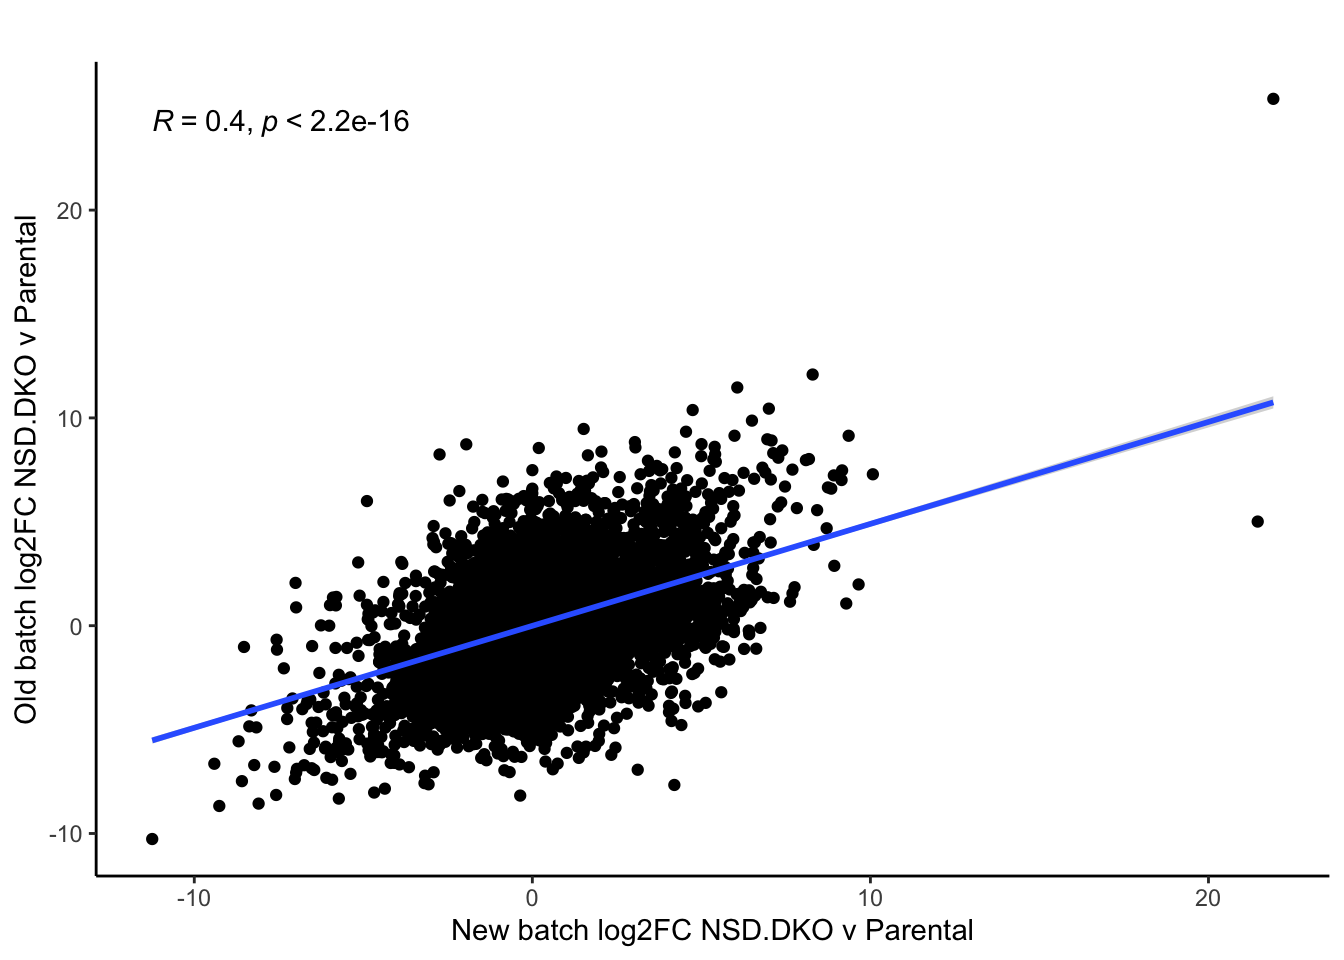 R = 0.4, p < 2.2e-16
Old batch log2FC NSD.DKO v Parental
20
10
0
-10
-10 0 10 20
New batch log2FC NSD.DKO v Parental